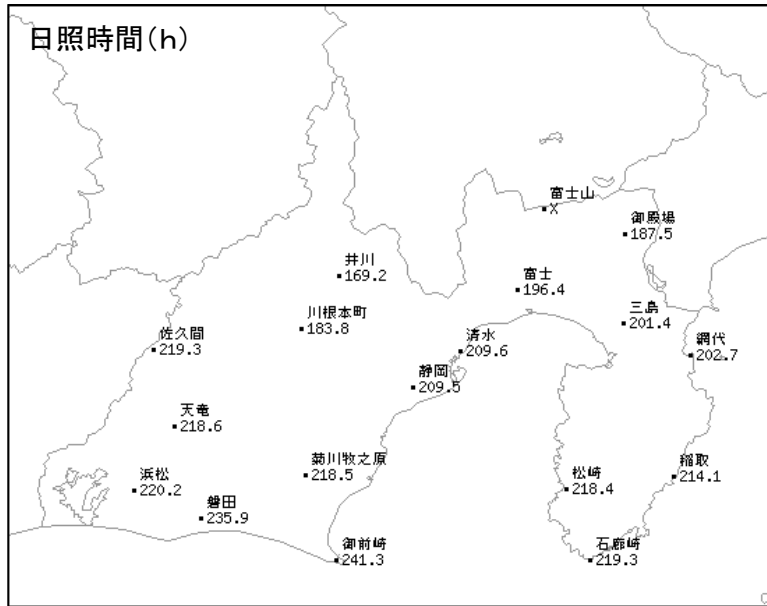 日照時間(h)
富士山
X
御殿場
187.5
井川
169.2
富士
196.4
川根本町
183.8
三島
201.4
佐久間
219.3
清水
209.6
網代
202.7
静岡
209.5
天竜
218.6
菊川牧之原
218.5
浜松
220.2
松崎
218.4
稲取
214.1
磐田
235.9
御前崎
241.3
石廊崎
219.3